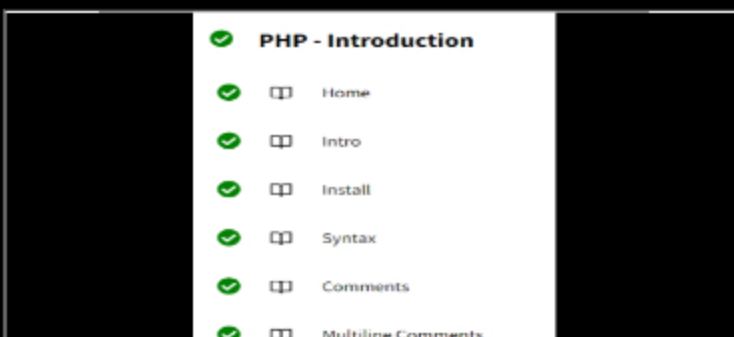 PHP - Introduction
Home
Intro
Install
Syntax
Comments
Multiline Comments